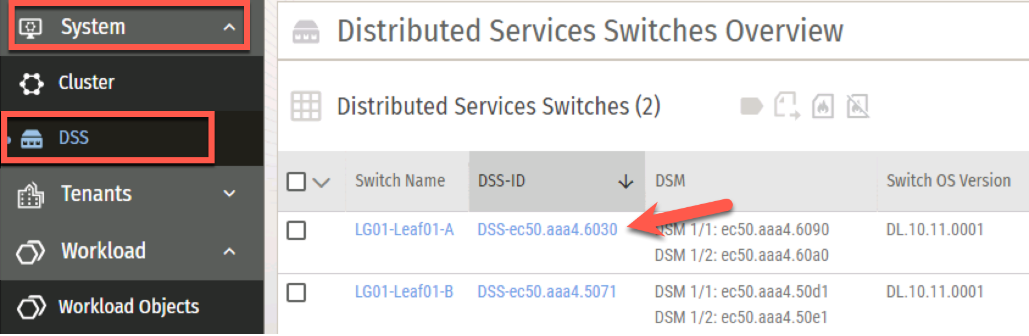 System
Cluster
DSS
Tenants
Workload
Workload Objects
Distributed Services Switches Overview
Distributed Services Switches (2)
Switch Name DSS-ID DSM Switch OS Version
LG01-Leaf01-A DSS-ec50.aaa4.6030 DSM 1/1: ec50.aaa4.6090 DL.10.11.0001
DSM 1/2: ec50.aaa4.60a0
LG01-Leaf01-B DSS-ec50.aaa4.5071 DSM 1/1: ec50.aaa4.50d1 DL.10.11.0001
DSM 1/2: ec50.aaa4.50e1